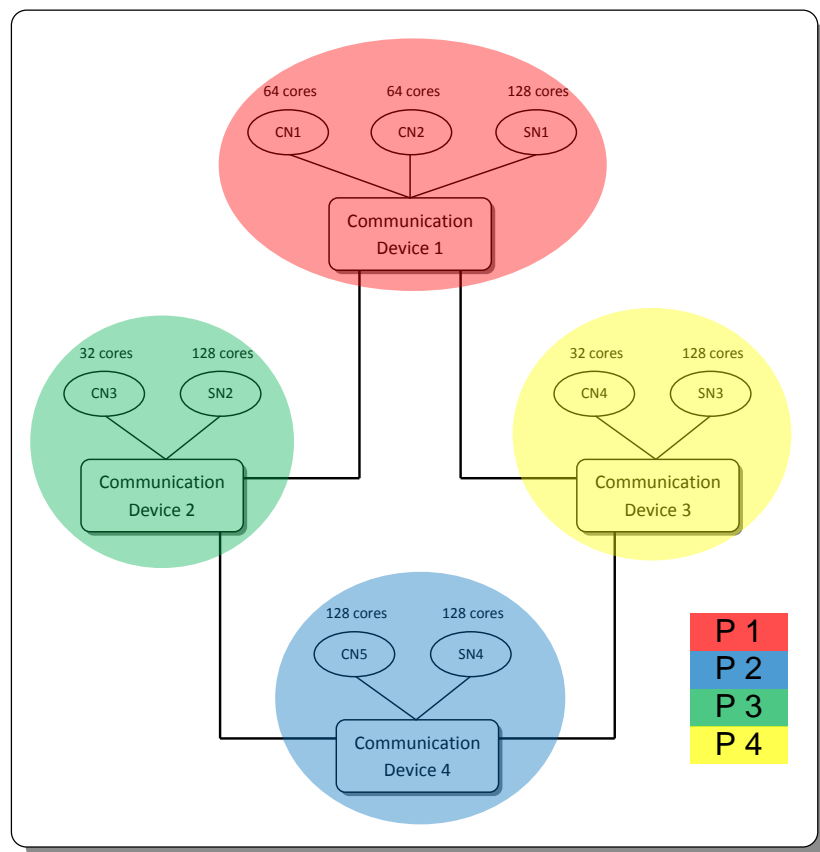 64 cores
64 cores
128 cores
CN1
CN2
SN1
Communication
Device 1
32 cores
128 cores
CN3
SN2
Communication
Device 2
32 cores
128 cores
CN4
SN3
Communication
Device 3
128 cores
128 cores
CN5
SN4
Communication
Device 4
P 1
P 2
P 3
P 4